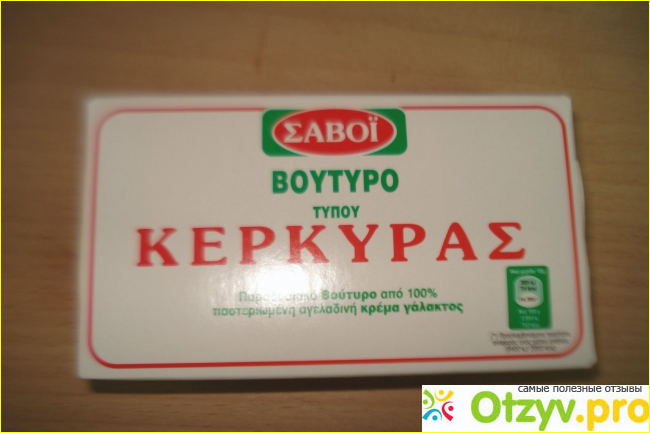 ΣΑΒΟΪ
ΒΟΥΤΥΡΟ
ΤΥΠΟΥ
ΚΕΡΚΥΡΑΣ
Παραδοσιακό Βούτυρο από 100%
παστεριωμένη αγελαδινή κρέμα γάλακτος
самые полезные отзывы
Otzyv.pro